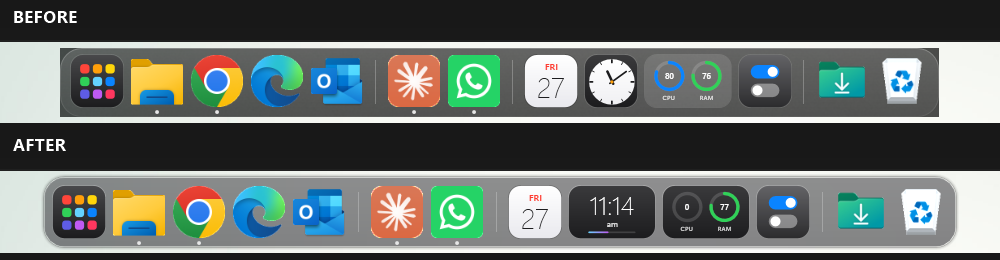 BEFORE
O
FRI
27
80
CPU
76
RAM
AFTER
O
FRI
27
11:14
am
0
CPU
77
RAM